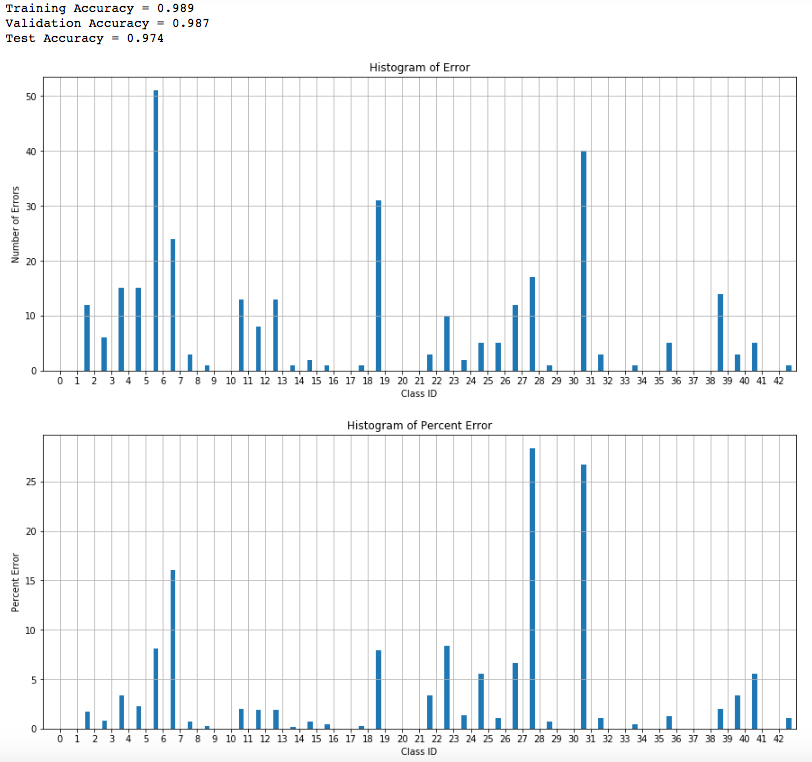 Training Accuracy = 0.989
Validation Accuracy = 0.987
Test Accuracy = 0.974
Histogram of Error
50
40
30
20
10
0
Number of Errors
0 1 2 3 4 5 6 7 8 9 10 11 12 13 14 15 16 17 18 19 20 21 22 23 24 25 26 27 28 29 30 31 32 33 34 35 36 37 38 39 40 41 42
Class ID
Histogram of Percent Error
25
20
15
10
5
0
Percent Error
0 1 2 3 4 5 6 7 8 9 10 11 12 13 14 15 16 17 18 19 20 21 22 23 24 25 26 27 28 29 30 31 32 33 34 35 36 37 38 39 40 41 42
Class ID